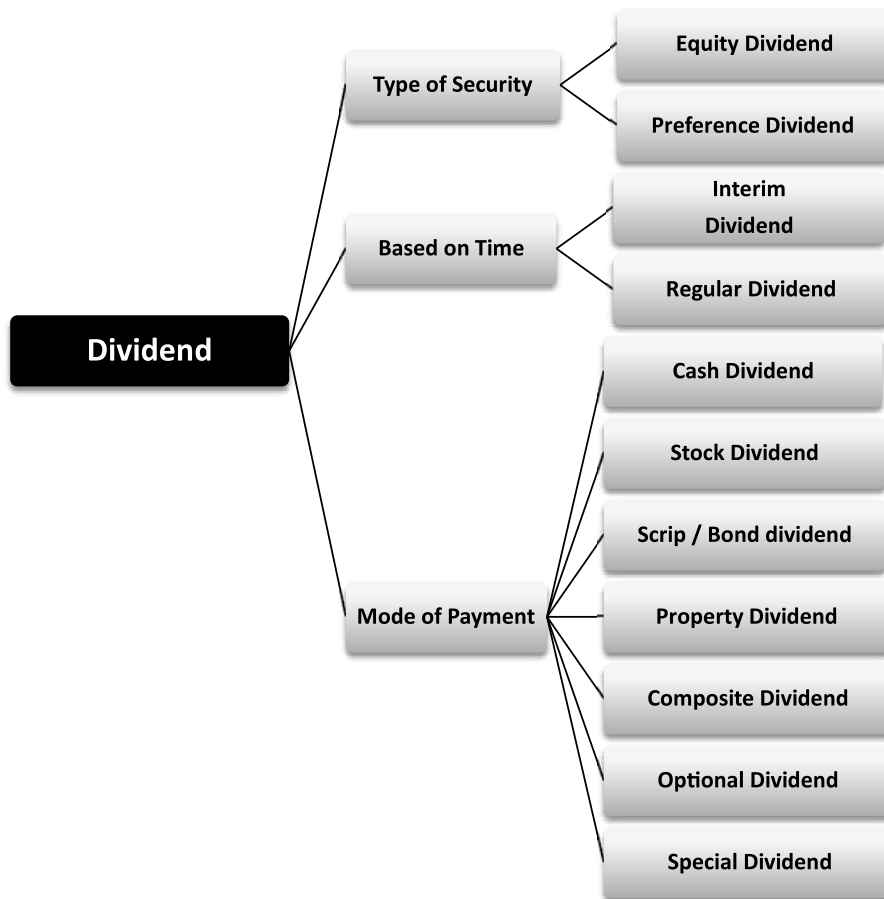 Equity Dividend
Type of Security
Preference Dividend
Interim
Dividend
Based on Time
Regular Dividend
Dividend
Cash Dividend
Stock Dividend
Scrip / Bond dividend
Mode of Payment
Property Dividend
Composite Dividend
Optional Dividend
Special Dividend